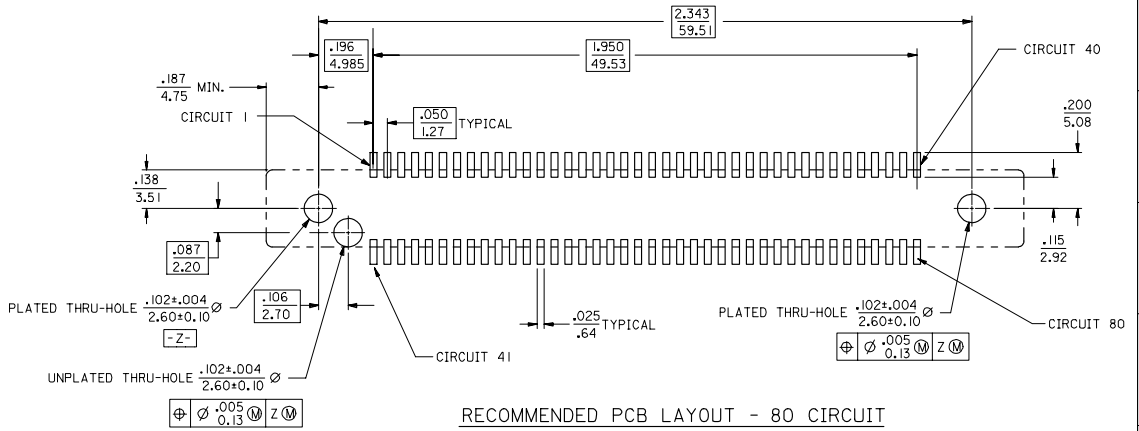 2.343
59.51
.196
4.985
1.950
49.53
CIRCUIT 40
.187
4.75 MIN.
CIRCUIT 1
.050
1.27 TYPICAL
.200
5.08
.138
3.51
.087
2.20
.115
2.92
PLATED THRU-HOLE .102±.004
2.60±0.10 Ø
-Z-
.106
2.70
.025
.64 TYPICAL
PLATED THRU-HOLE .102±.004
2.60±0.10 Ø
CIRCUIT 80
⌖ Ø .005
0.13 Ⓜ Z Ⓜ
CIRCUIT 41
UNPLATED THRU-HOLE .102±.004
2.60±0.10 Ø
⌖ Ø .005
0.13 Ⓜ Z Ⓜ
RECOMMENDED PCB LAYOUT - 80 CIRCUIT